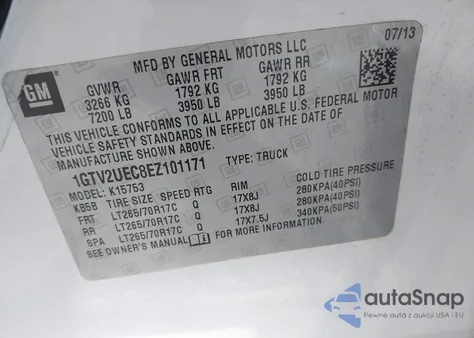 MFD BY GENERAL MOTORS LLC 07/13
GM
GVWR GAWR FRT GAWR RR
3266 KG 1792 KG 1792 KG
7200 LB 3950 LB 3950 LB
THIS VEHICLE CONFORMS TO ALL APPLICABLE U.S. FEDERAL MOTOR
VEHICLE SAFETY STANDARDS IN EFFECT ON THE DATE OF
MANUFACTURE SHOWN ABOVE.
1GTV2UEC8EZ101171 TYPE: TRUCK
MODEL: K15753
K85B TIRE SIZE SPEED RTG RIM COLD TIRE PRESSURE
FRT LT265/70R17C Q 17X8J 280KPA(40PSI)
RR LT265/70R17C Q 17X8J 280KPA(40PSI)
SPA LT265/70R17C Q 17X7.5J 340KPA(50PSI)
SEE OWNER'S MANUAL FOR MORE INFORMATION.
autoSnap
Pewne auta z aukcji USA i EU